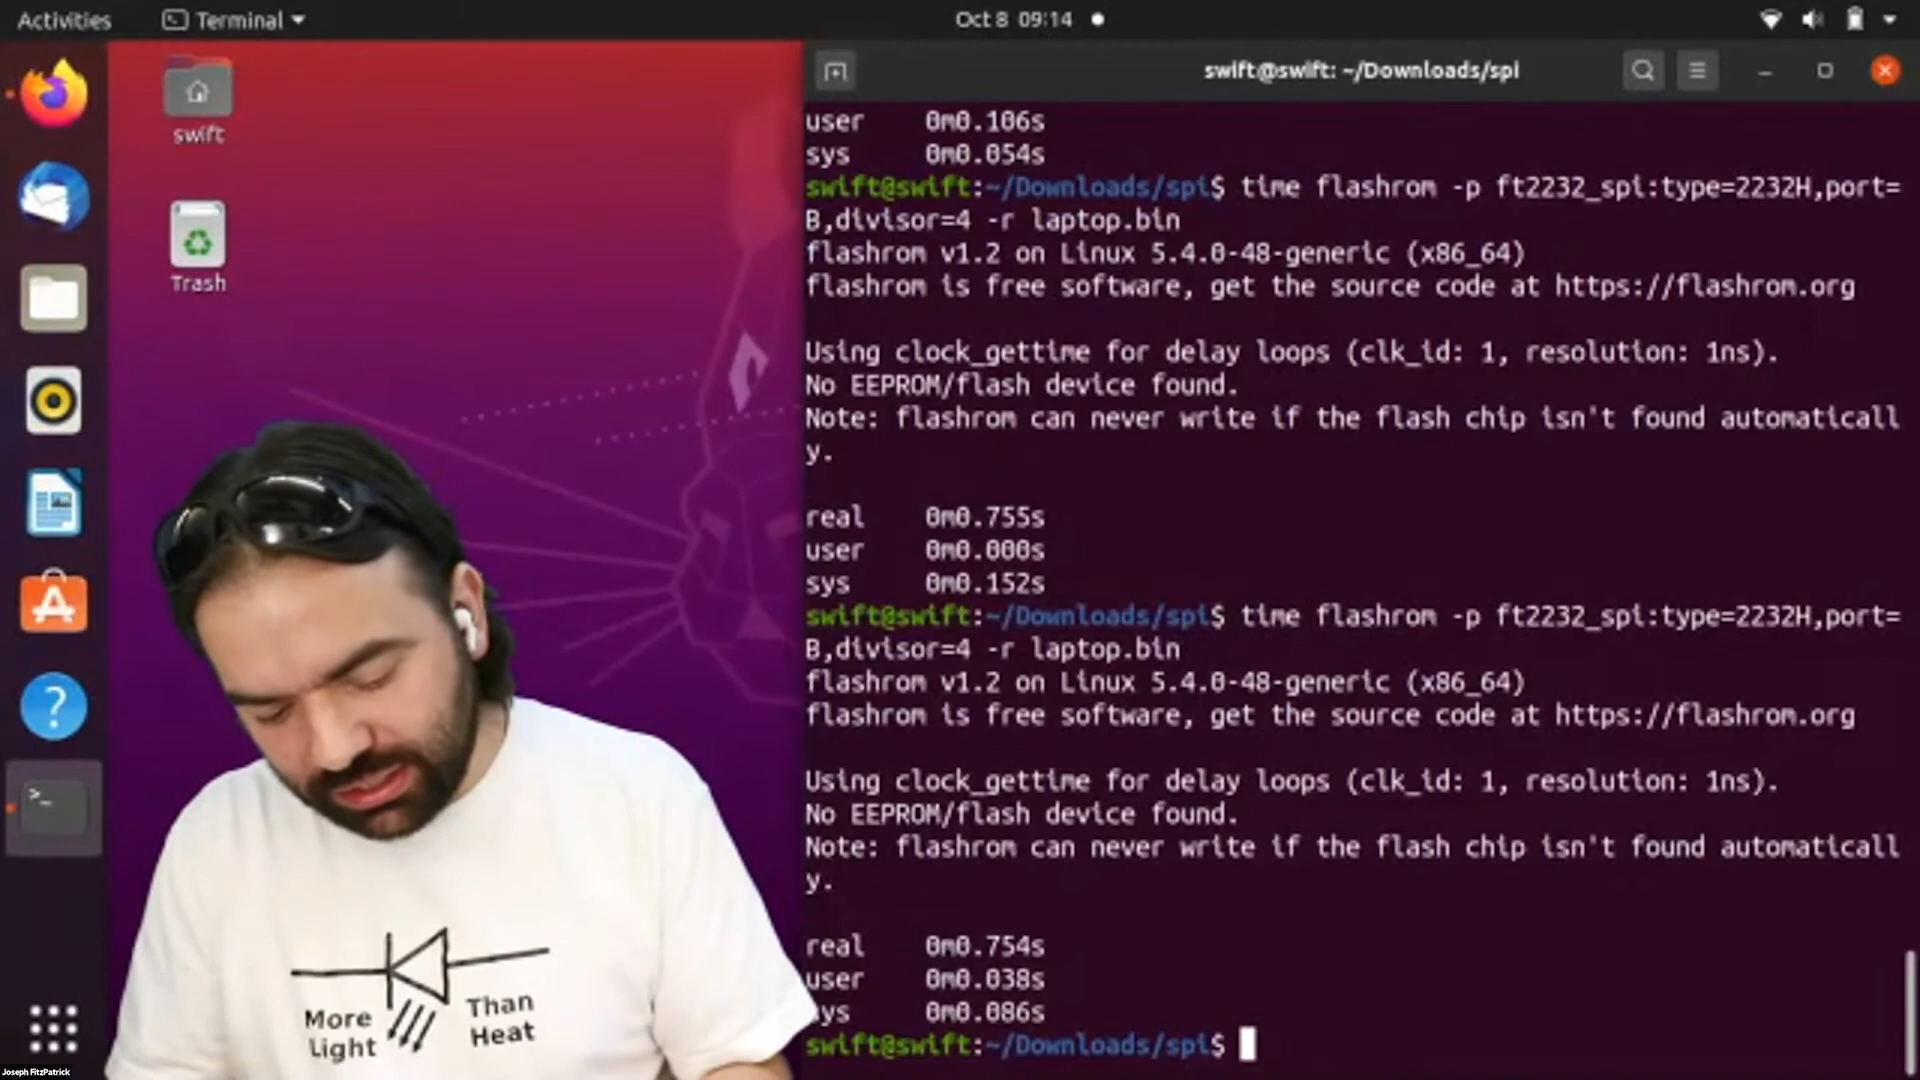 Activities
Terminal
Oct 8 09:14
swift@swift: ~/Downloads/spi
swift
Trash
user 0m0.106s
sys 0m0.054s
swift@swift:~/Downloads/spi$ time flashrom -p ft2232_spi:type=2232H,port=
B,divisor=4 -r laptop.bin
flashrom v1.2 on Linux 5.4.0-48-generic (x86_64)
flashrom is free software, get the source code at https://flashrom.org
Using clock_gettime for delay loops (clk_id: 1, resolution: 1ns).
No EEPROM/flash device found.
Note: flashrom can never write if the flash chip isn't found automaticall
y.
real 0m0.755s
user 0m0.000s
sys 0m0.152s
swift@swift:~/Downloads/spi$ time flashrom -p ft2232_spi:type=2232H,port=
B,divisor=4 -r laptop.bin
flashrom v1.2 on Linux 5.4.0-48-generic (x86_64)
flashrom is free software, get the source code at https://flashrom.org
Using clock_gettime for delay loops (clk_id: 1, resolution: 1ns).
No EEPROM/flash device found.
Note: flashrom can never write if the flash chip isn't found automaticall
y.
real 0m0.754s
user 0m0.038s
ys 0m0.086s
swift@swift:~/Downloads/spi$
More Than
Light Heat
Joseph FitzPatrick